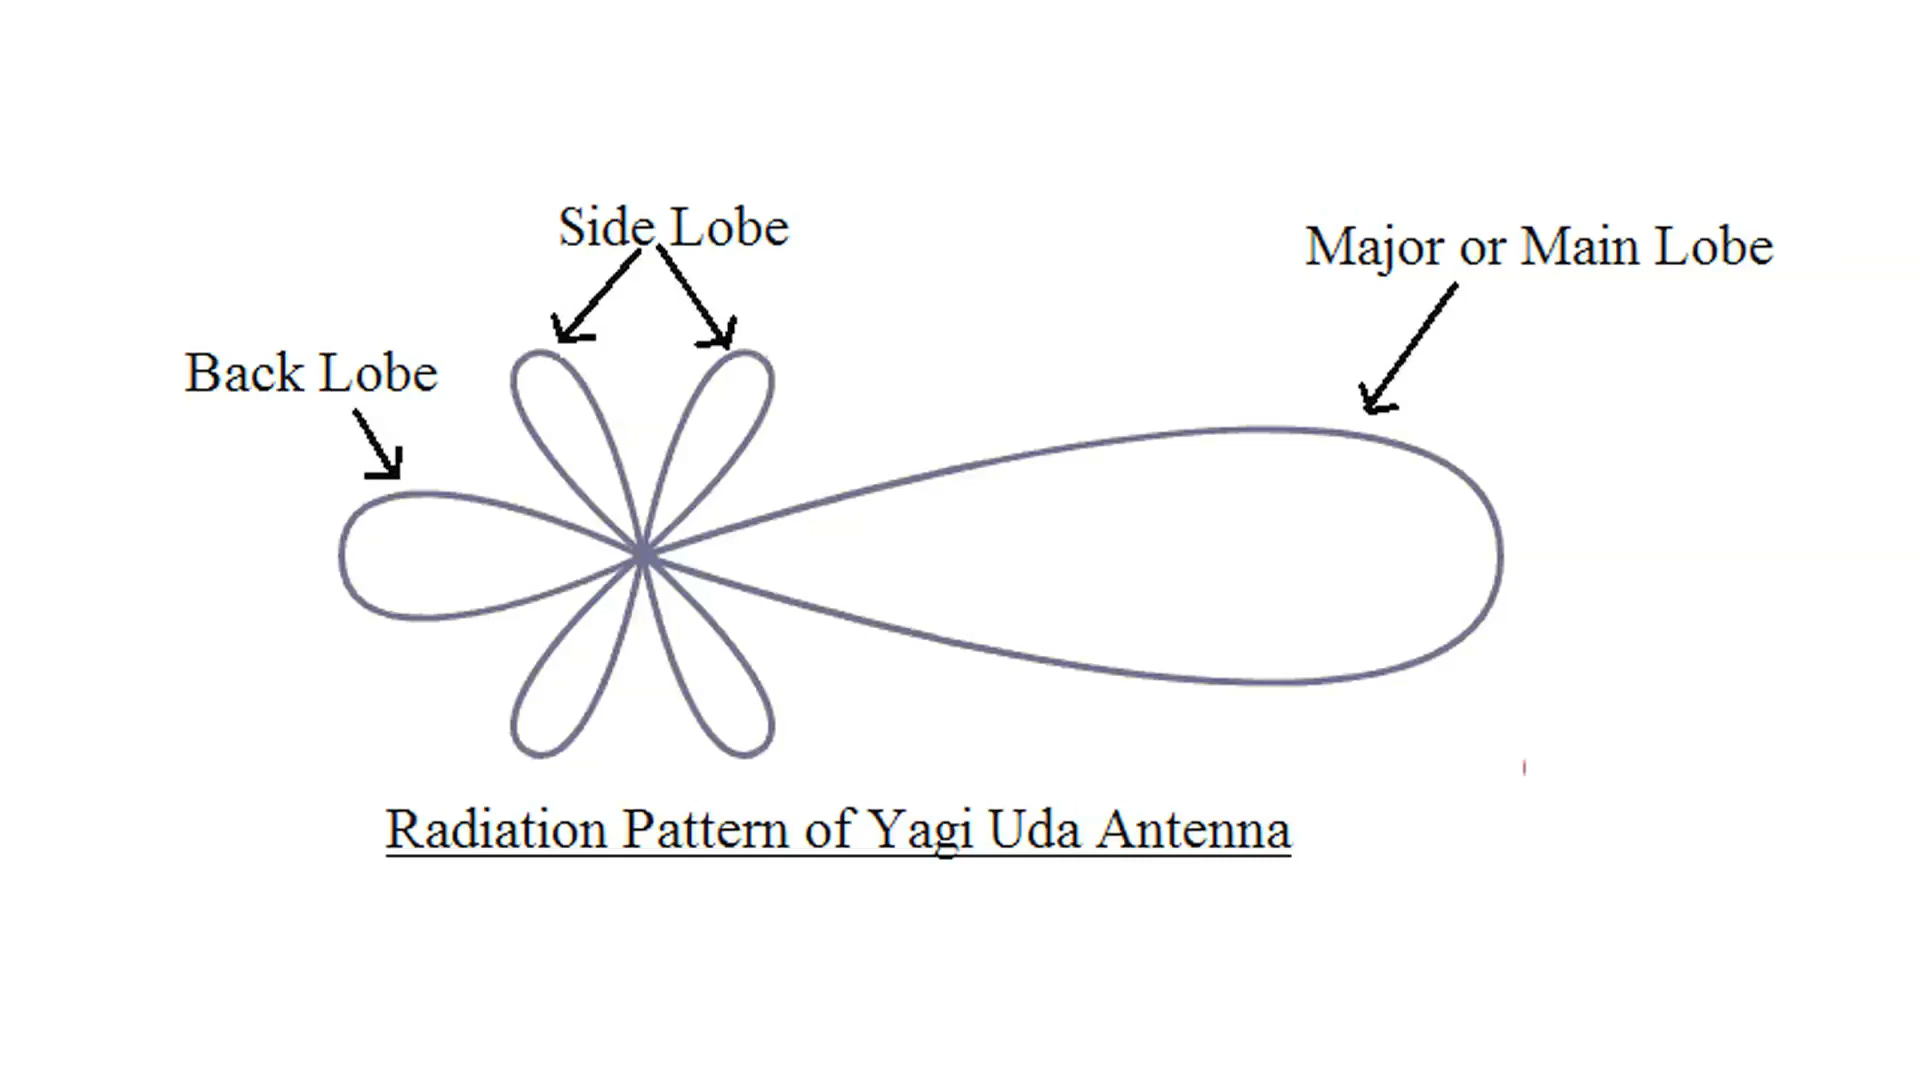 Side Lobe
Major or Main Lobe
Back Lobe
Radiation Pattern of Yagi Uda Antenna